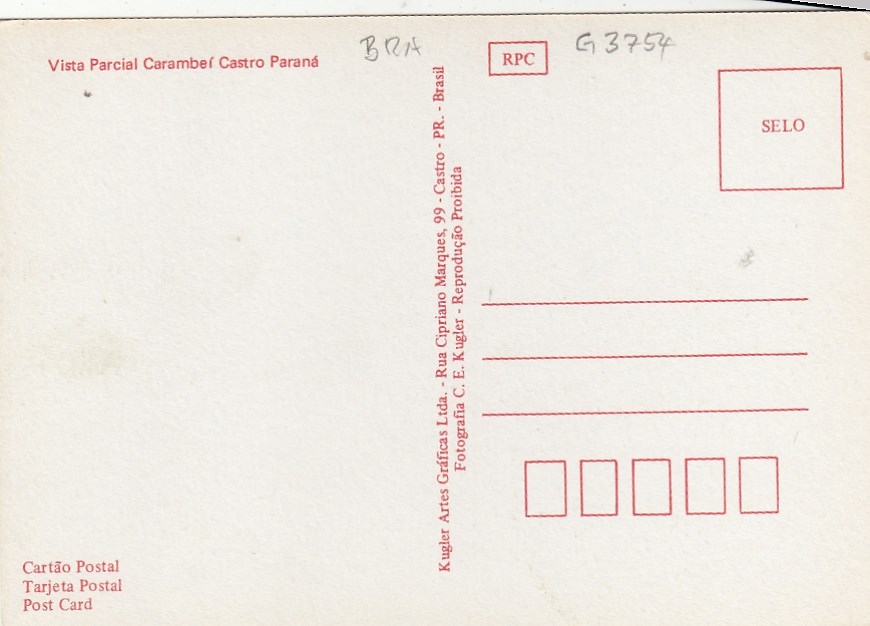 Vista Parcial Carambeí Castro Paraná
BRA
RPC
G3754
SELO
Kugler Artes Gráficas Ltda. - Rua Cipriano Marques, 99 - Castro - PR. - Brasil
Fotografia C. E. Kugler - Reprodução Proibida
Cartão Postal
Tarjeta Postal
Post Card